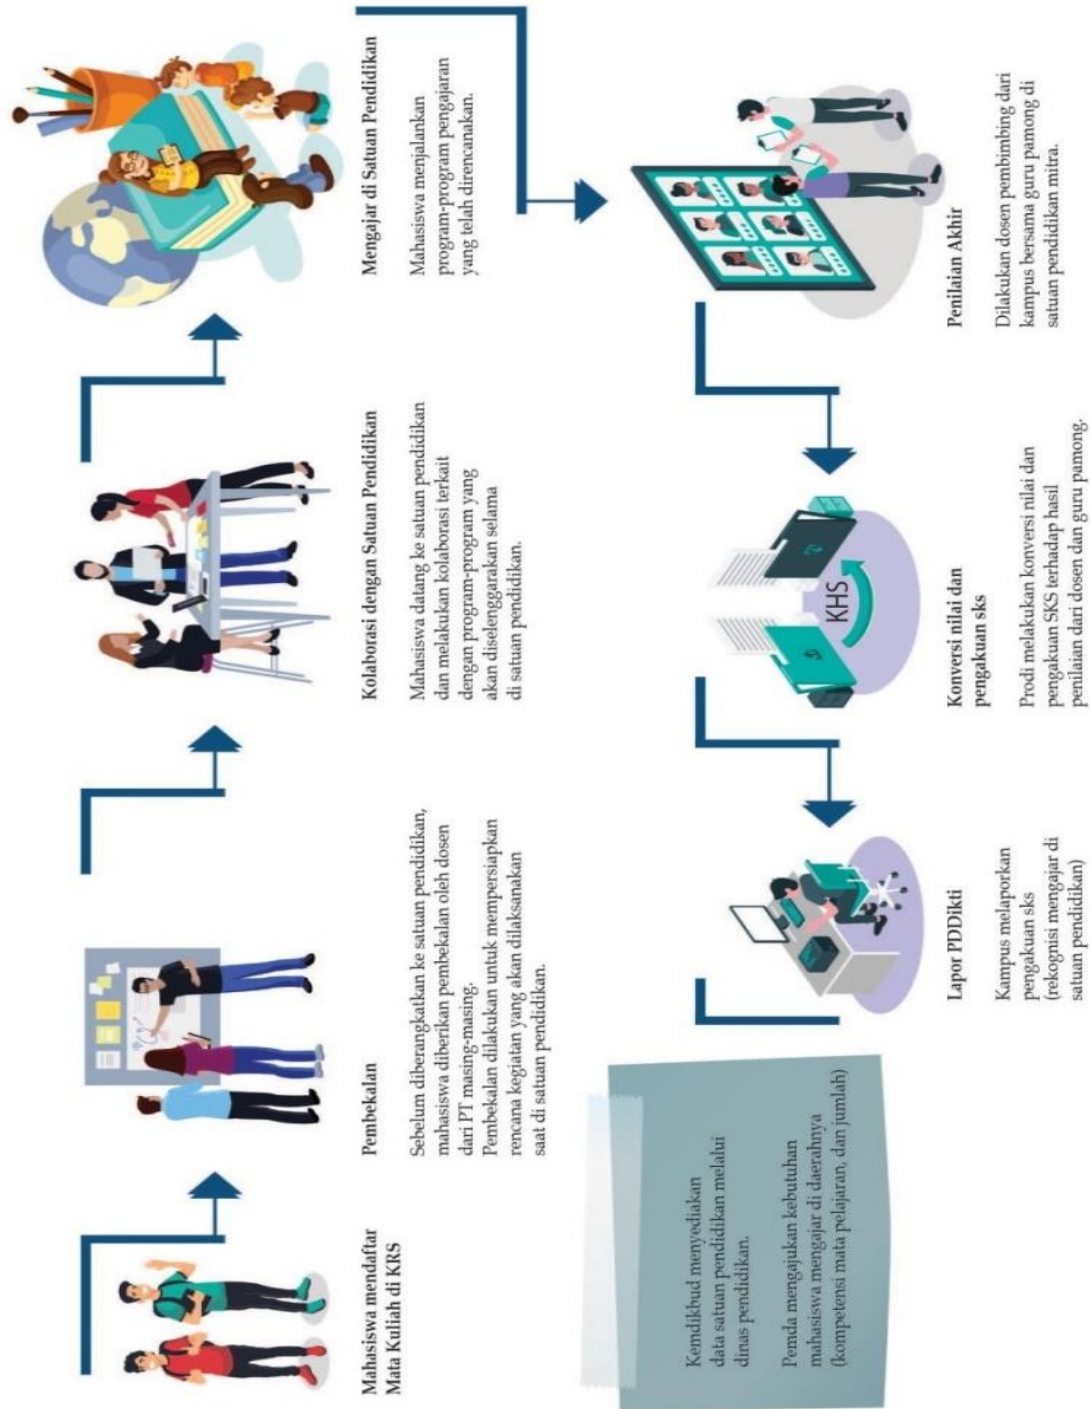 Mahasiswa mendaftar
Mata Kuliah di KRS
Pembekalan
Sebelum diberangkatkan ke satuan pendidikan,
mahasiswa diberikan pembekalan oleh dosen
dari PT masing-masing.
Pembekalan dilakukan untuk mempersiapkan
rencana kegiatan yang akan dilaksanakan
saat di satuan pendidikan.
Kolaborasi dengan Satuan Pendidikan
Mahasiswa datang ke satuan pendidikan
dan melakukan kolaborasi terkait
dengan program-program yang
akan diselenggarakan selama
di satuan pendidikan.
Mengajar di Satuan Pendidikan
Mahasiswa menjalankan
program-program pengajaran
yang telah direncanakan.
Penilaian Akhir
Dilakukan dosen pembimbing dari
kampus bersama guru pamong di
satuan pendidikan mitra.
KHS
Konversi nilai dan
pengakuan sks
Prodi melakukan konversi nilai dan
pengakuan SKS terhadap hasil
penilaian dari dosen dan guru pamong.
Lapor PDDikti
Kampus melaporkan
pengakuan sks
(rekognisi mengajar di
satuan pendidikan)
Kemdikbud menyediakan
data satuan pendidikan melalui
dinas pendidikan.
Pemda mengajukan kebutuhan
mahasiswa mengajar di daerahnya
(kompetensi mata pelajaran, dan jumlah)